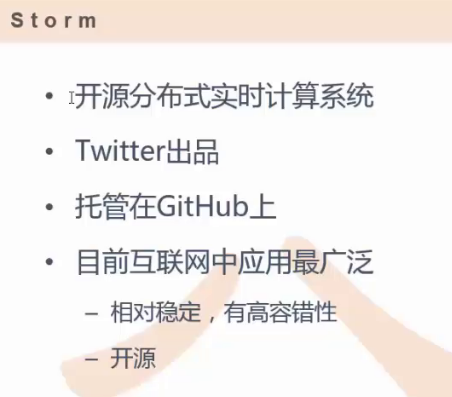 Storm
• 开源分布式实时计算系统
• Twitter出品
• 托管在GitHub上
• 目前互联网中应用最广泛
– 相对稳定，有高容错性
– 开源